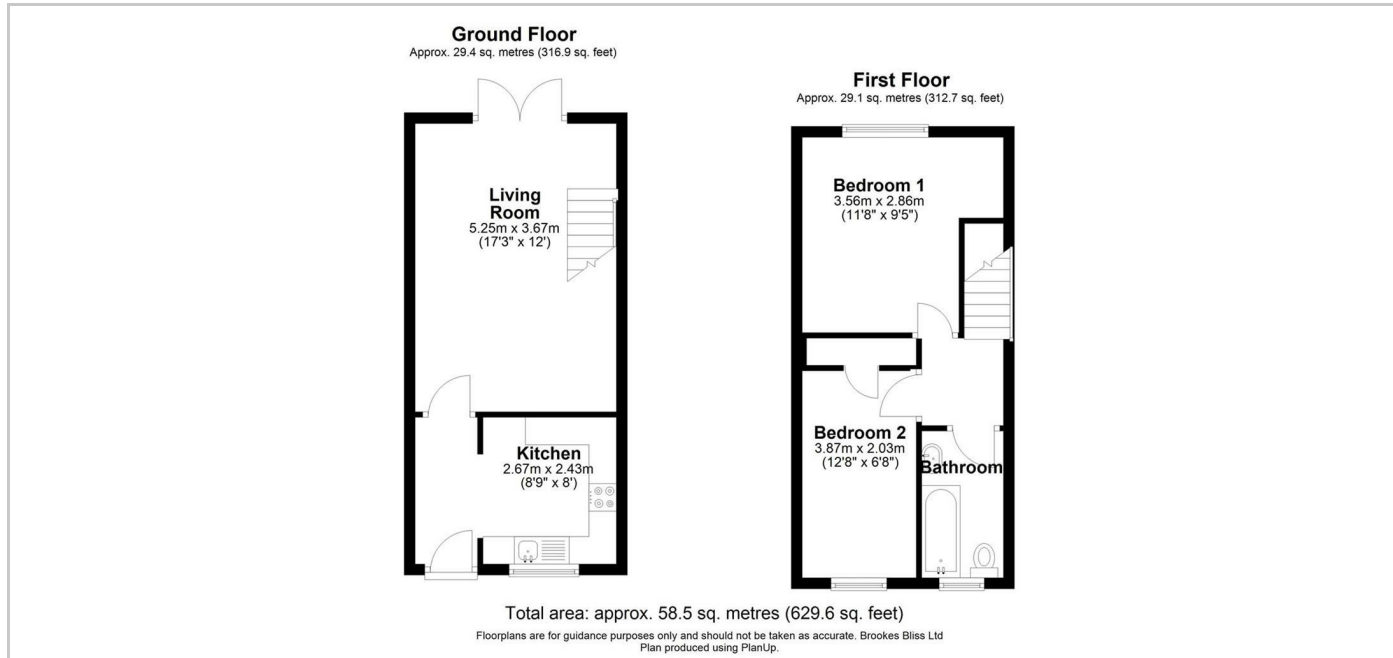 Ground Floor
Approx. 29.4 sq. metres (316.9 sq. feet)
Living
Room
5.25m x 3.67m
(17'3" x 12')
Kitchen
2.67m x 2.43m
(8'9" x 8')
First Floor
Approx. 29.1 sq. metres (312.7 sq. feet)
Bedroom 1
3.56m x 2.86m
(11'8" x 9'5")
Bedroom 2
3.87m x 2.03m
(12'8" x 6'8")
Bathroom
Total area: approx. 58.5 sq. metres (629.6 sq. feet)
Floorplans are for guidance purposes only and should not be taken as accurate. Brookes Bliss Ltd
Plan produced using PlanUp.